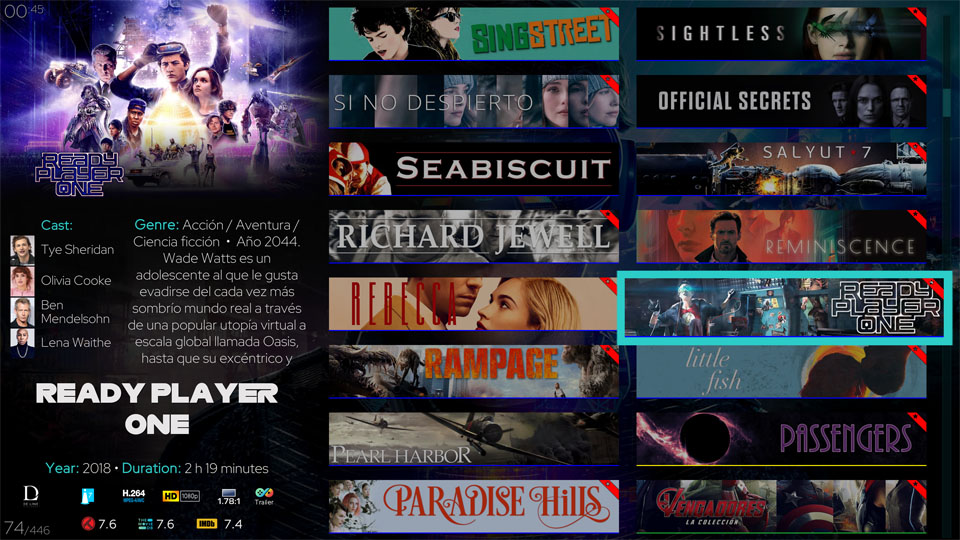 00:45
READY
PLAYER
ONE
Cast:
Tye Sheridan
Olivia Cooke
Ben
Mendelsohn
Lena Waithe
Genre: Acción / Aventura /
Ciencia ficción • Año 2044.
Wade Watts es un
adolescente al que le gusta
evadirse del cada vez más
sombrío mundo real a través
de una popular utopía virtual a
escala global llamada Oasis,
hasta que su excéntrico y
READY PLAYER
ONE
Year: 2018 • Duration: 2 h 19 minutes
D
H.264
HD 1080p
1.78:1
Trailer
7.6
7.6
IMDb 7.4
74/446
SING STREET
SI NO DESPIERTO
SEABISCUIT
RICHARD JEWELL
REBECCA
RAMPAGE
PEARL HARBOR
PARADISE HILLS
SIGHTLESS
OFFICIAL SECRETS
SALYUT·7
REMINISCENCE
READY
PLAYER
ONE
little
fish
PASSENGERS
VENGADORES
LA COLECCIÓN